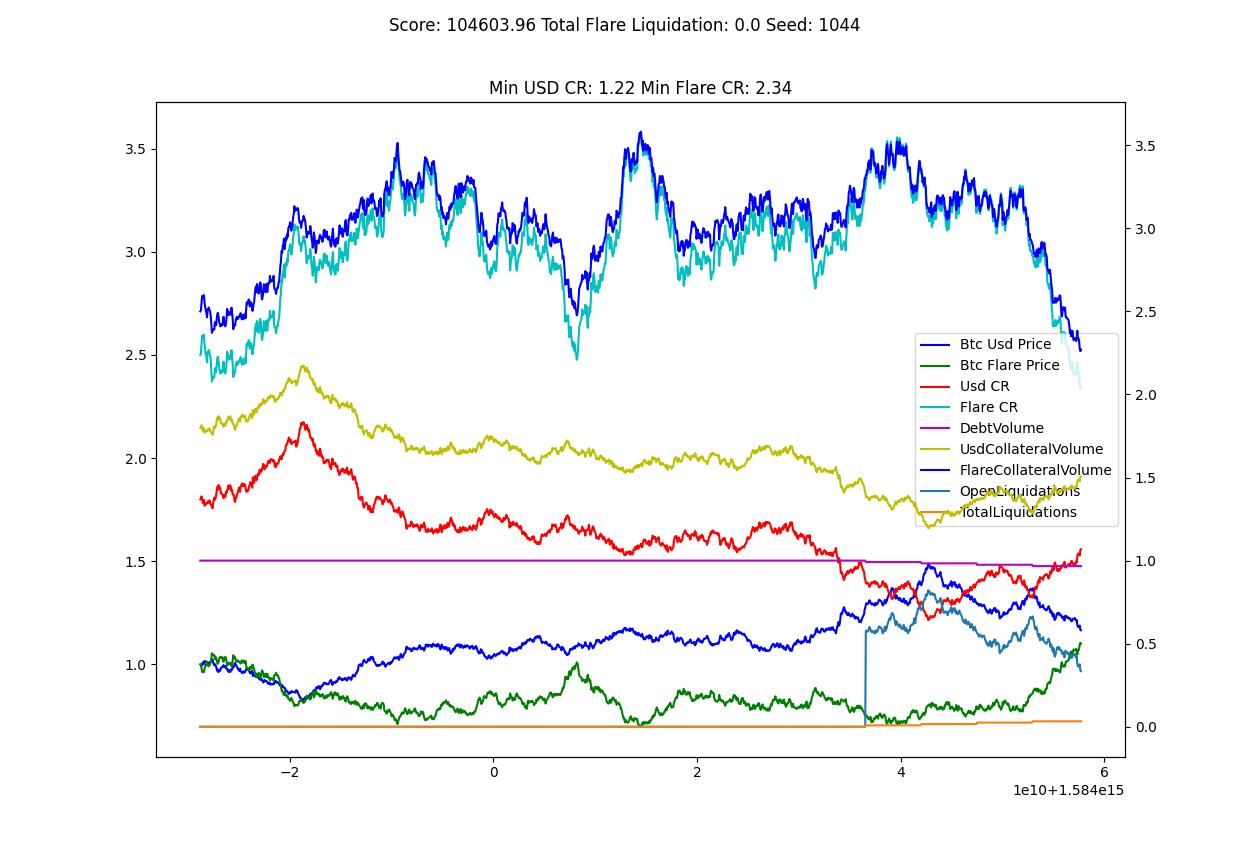 Score: 104603.96 Total Flare Liquidation: 0.0 Seed: 1044
Min USD CR: 1.22 Min Flare CR: 2.34
3.5
3.0
2.5
2.0
1.5
1.0
3.5
3.0
2.5
2.0
1.5
1.0
0.5
0.0
Btc Usd Price
Btc Flare Price
Usd CR
Flare CR
DebtVolume
UsdCollateralVolume
FlareCollateralVolume
OpenLiquidations
TotalLiquidations
−2 0 2 4 6
1e10+1.584e15